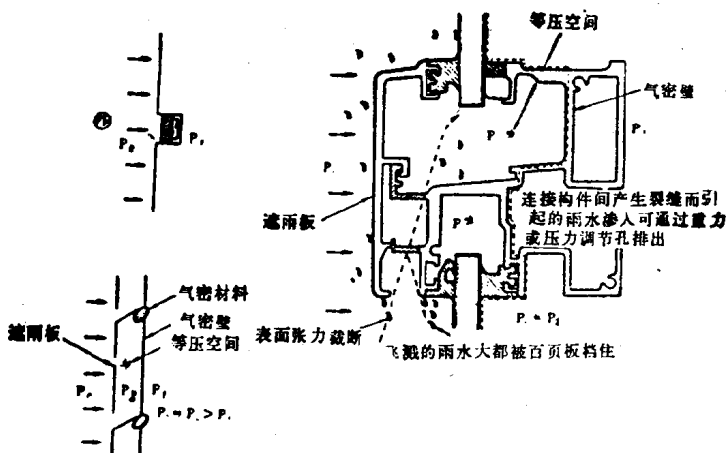 等压空间
气密壁
P
P₀
P₁
P
P.
遮雨板
连接构件间产生裂缝而引
起的雨水渗入可通过重力
或压力调节孔排出
P
气密材料
气密壁
等压空间
遮雨板
表面张力截断
飞溅的雨水大都被百页板档住
P
P
P₁